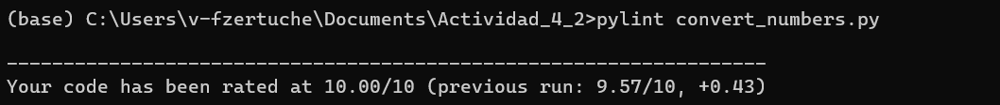 (base) C:\Users\v-fzertuche\Documents\Actividad_4_2>pylint convert_numbers.py
-------------------------------------------------------------------
Your code has been rated at 10.00/10 (previous run: 9.57/10, +0.43)